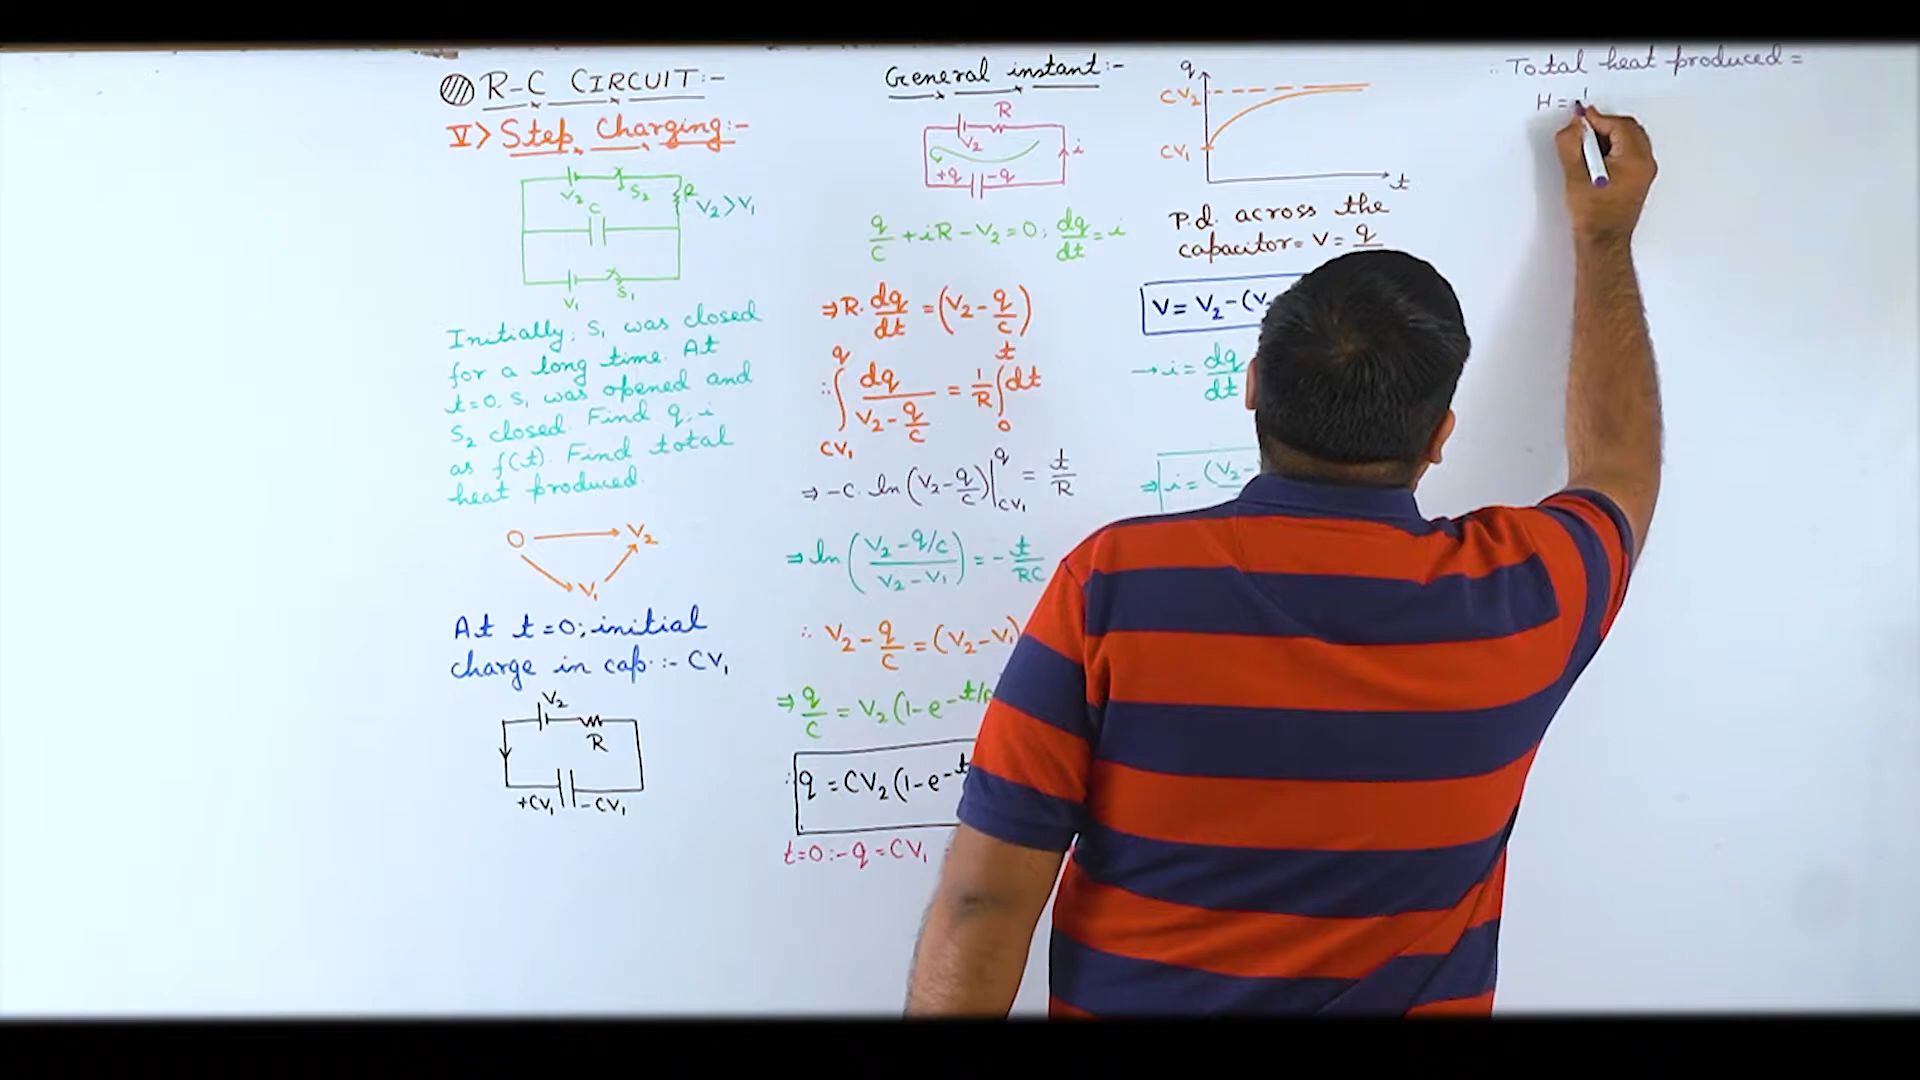 R-C CIRCUIT:-
V> Step Charging:-
V₂ S₂
R
V₂>V₁
C
V₁ S₁
Initially: S₁ was closed
for a long time. At
t=0, S₁ was opened and
S₂ closed. Find q, i
as f(t). Find total
heat produced.
0 → V₂
V₁
At t=0; initial
charge in cap :- CV₁
V₂
R
+CV₁ -CV₁
General instant:-
R
V₂
i
+q -q
q/C + iR - V₂ = 0; dq/dt = i
⇒ R. dq/dt = (V₂ - q/C)
∴ ∫_{CV₁}^{q} dq/(V₂ - q/C) = 1/R ∫_{0}^{t} dt
⇒ -C. ln(V₂ - q/C)|_{CV₁}^{q} = t/R
⇒ ln((V₂ - q/C)/(V₂ - V₁)) = - t/RC
∴ V₂ - q/C = (V₂ - V₁)
⇒ q/C = V₂(1-e^-t/
∴ q = CV₂(1-e^-t
t=0:- q = CV₁
q
CV₂
CV₁
t
P.d. across the
capacitor = V = q
V = V₂ - (V
→ i = dq/dt
⇒ i = (V₂-
∴ Total heat produced =
H =